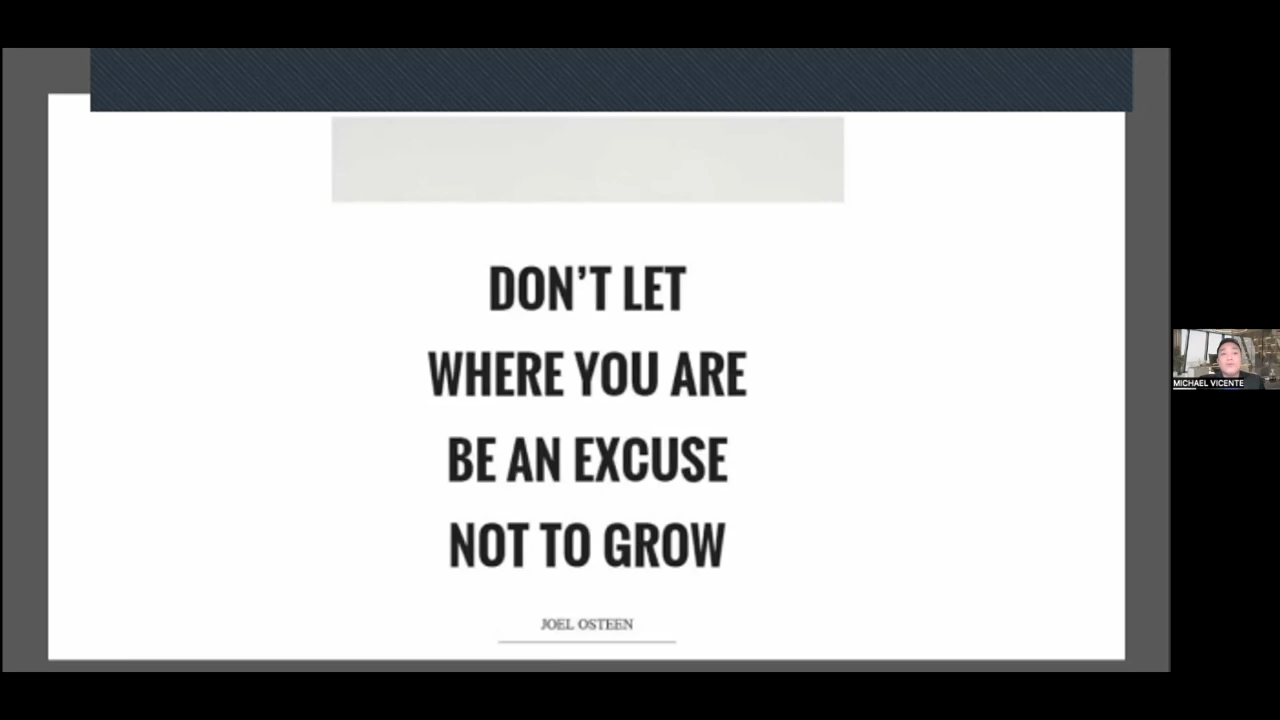 DON'T LET
WHERE YOU ARE
BE AN EXCUSE
NOT TO GROW
JOEL OSTEEN
MICHAEL VICENTE